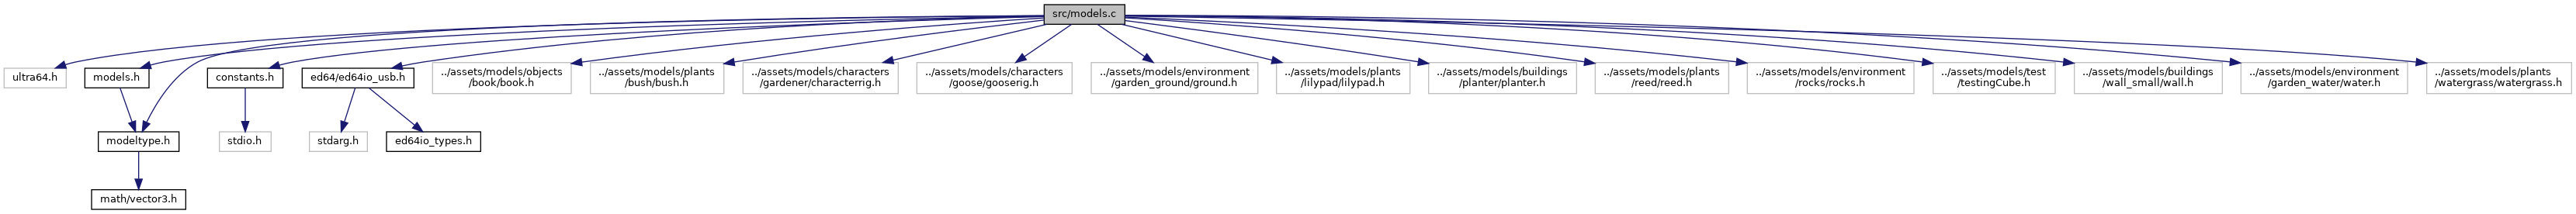 src/models.c
ultra64.h
models.h
constants.h
ed64/ed64io_usb.h
../assets/models/objects
/book/book.h
../assets/models/plants
/bush/bush.h
../assets/models/characters
/gardener/characterrig.h
../assets/models/characters
/goose/gooserig.h
../assets/models/environment
/garden_ground/ground.h
../assets/models/plants
/lilypad/lilypad.h
../assets/models/buildings
/planter/planter.h
../assets/models/plants
/reed/reed.h
../assets/models/environment
/rocks/rocks.h
../assets/models/test
/testingCube.h
../assets/models/buildings
/wall_small/wall.h
../assets/models/environment
/garden_water/water.h
../assets/models/plants
/watergrass/watergrass.h
modeltype.h
stdio.h
stdarg.h
ed64io_types.h
math/vector3.h